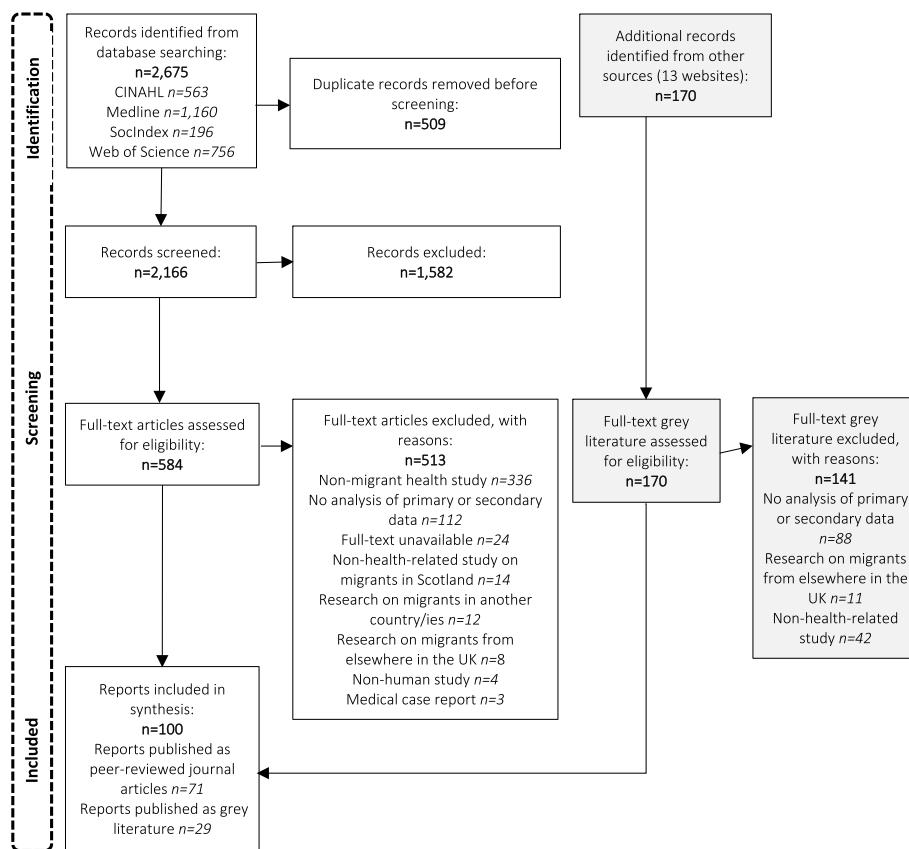 Identification
Records identified from
database searching:
n=2,675
CINAHL n=563
Medline n=1,160
SocIndex n=196
Web of Science n=756
Duplicate records removed before
screening:
n=509
Additional records
identified from other
sources (13 websites):
n=170
Screening
Records screened:
n=2,166
Records excluded:
n=1,582
Full-text articles assessed
for eligibility:
n=584
Full-text articles excluded, with
reasons:
n=513
Non-migrant health study n=336
No analysis of primary or secondary
data n=112
Full-text unavailable n=24
Non-health-related study on
migrants in Scotland n=14
Research on migrants in another
country/ies n=12
Research on migrants from
elsewhere in the UK n=8
Non-human study n=4
Medical case report n=3
Full-text grey
literature assessed
for eligibility:
n=170
Full-text grey
literature excluded,
with reasons:
n=141
No analysis of primary
or secondary data
n=88
Research on migrants
from elsewhere in the
UK n=11
Non-health-related
study n=42
Included
Reports included in
synthesis:
n=100
Reports published as
peer-reviewed journal
articles n=71
Reports published as grey
literature n=29